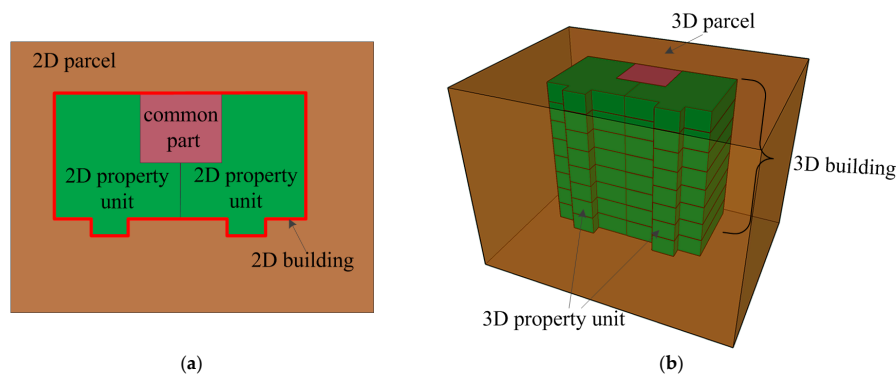 2D parcel
common
part
2D property
unit
2D property
unit
2D building
(a)
3D parcel
3D building
3D property unit
(b)